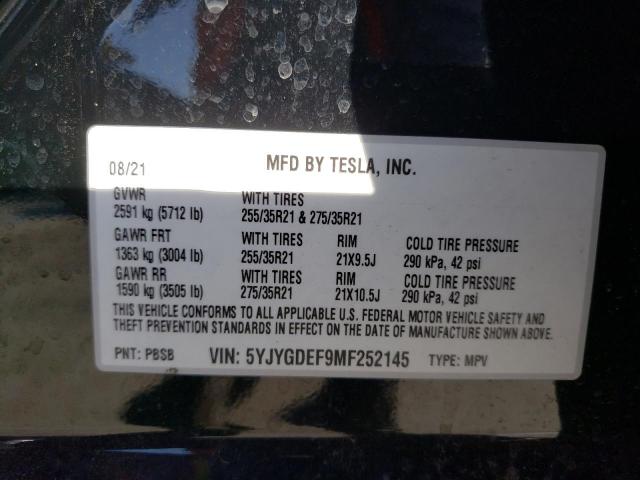 08/21 MFD BY TESLA, INC.
GVWR WITH TIRES
2591 kg (5712 lb) 255/35R21 & 275/35R21
GAWR FRT WITH TIRES RIM COLD TIRE PRESSURE
1363 kg (3004 lb) 255/35R21 21X9.5J 290 kPa, 42 psi
GAWR RR WITH TIRES RIM COLD TIRE PRESSURE
1590 kg (3505 lb) 275/35R21 21X10.5J 290 kPa, 42 psi
THIS VEHICLE CONFORMS TO ALL APPLICABLE U.S. FEDERAL MOTOR VEHICLE SAFETY AND
THEFT PREVENTION STANDARDS IN EFFECT ON THE DATE OF MANUFACTURE SHOWN ABOVE.
PNT: PBSB VIN: 5YJYGDEF9MF252145 TYPE: MPV